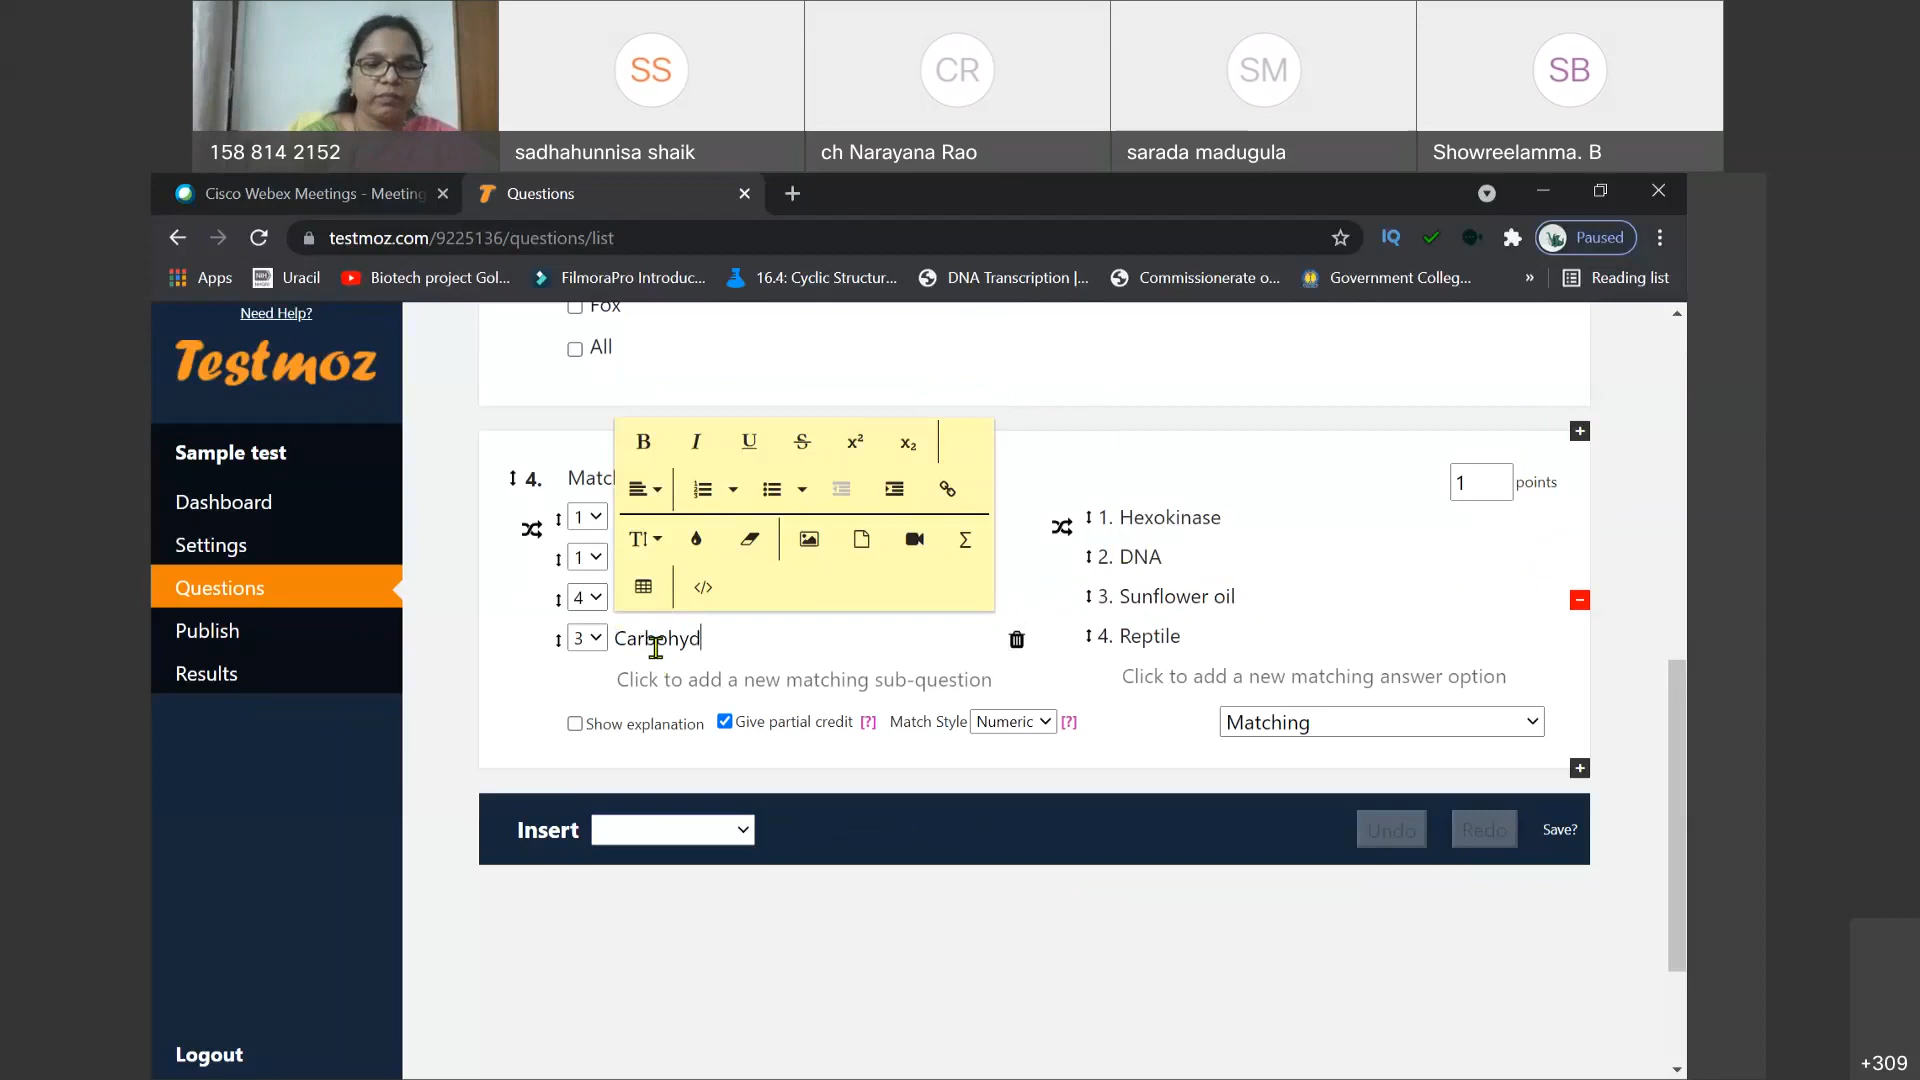 SS
CR
SM
SB
158 814 2152
sadhahunnisa shaik
ch Narayana Rao
sarada madugula
Showreelamma. B
Cisco Webex Meetings - Meeting
Questions
testmoz.com/9225136/questions/list
IQ
Paused
Apps
Uracil
Biotech project Gol...
FilmoraPro Introduc...
16.4: Cyclic Structur...
DNA Transcription |...
Commissionerate o...
Government Colleg...
»
Reading list
Need Help?
Testmoz
Sample test
Dashboard
Settings
Questions
Publish
Results
Logout
Fox
All
4.
1 points
B I U S x² x₂
1
1
4
3 Carbohyd
Click to add a new matching sub-question
1. Hexokinase
2. DNA
3. Sunflower oil
4. Reptile
Click to add a new matching answer option
Show explanation Give partial credit [?] Match Style Numeric [?]
Matching
Insert
Undo Redo Save?
+309